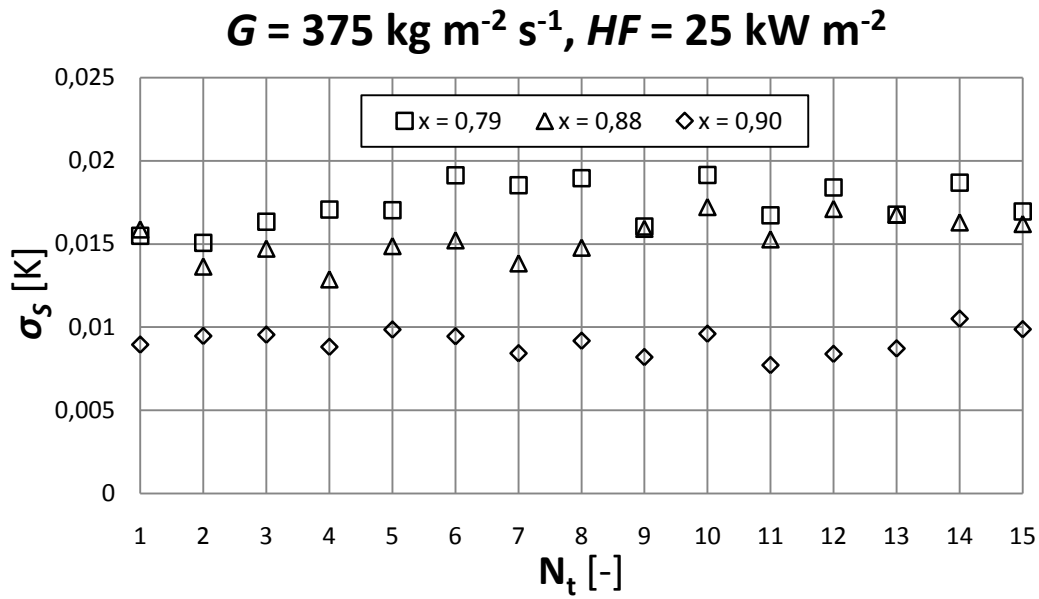 G = 375 kg m-2 s-1, HF = 25 kW m-2
0,025
x = 0,79 x = 0,88 x = 0,90
0,02
0,015
0,01
0,005
0
σS [K]
1 2 3 4 5 6 7 8 9 10 11 12 13 14 15
Nt [-]